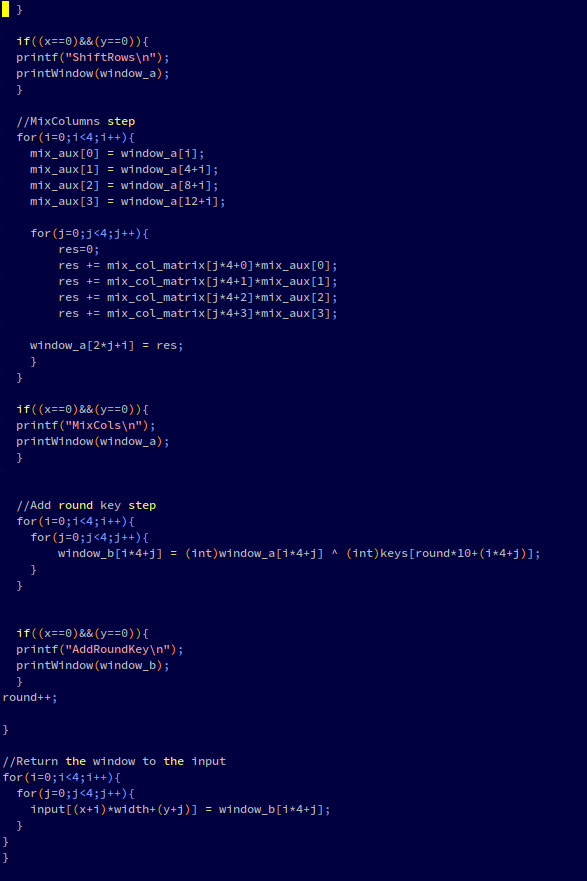 }
if((x==0)&&(y==0)){
printf("ShiftRows\n");
printWindow(window_a);
}
//MixColumns step
for(i=0;i<4;i++){
mix_aux[0] = window_a[i];
mix_aux[1] = window_a[4+i];
mix_aux[2] = window_a[8+i];
mix_aux[3] = window_a[12+i];
for(j=0;j<4;j++){
res=0;
res += mix_col_matrix[j*4+0]*mix_aux[0];
res += mix_col_matrix[j*4+1]*mix_aux[1];
res += mix_col_matrix[j*4+2]*mix_aux[2];
res += mix_col_matrix[j*4+3]*mix_aux[3];
window_a[2*j+i] = res;
}
}
if((x==0)&&(y==0)){
printf("MixCols\n");
printWindow(window_a);
}
//Add round key step
for(i=0;i<4;i++){
for(j=0;j<4;j++){
window_b[i*4+j] = (int)window_a[i*4+j] ^ (int)keys[round*10+(i*4+j)];
}
}
if((x==0)&&(y==0)){
printf("AddRoundKey\n");
printWindow(window_b);
}
round++;
}
//Return the window to the input
for(i=0;i<4;i++){
for(j=0;j<4;j++){
input[(x+i)*width+(y+j)] = window_b[i*4+j];
}
}
}